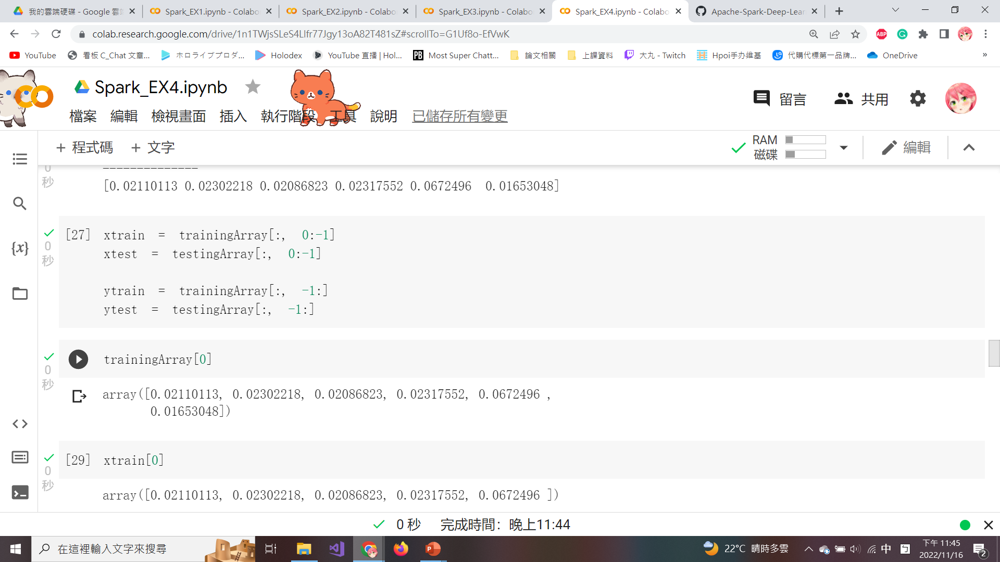 我的雲端硬碟 - Google 雲
Spark_EX1.ipynb - Colabo
Spark_EX2.ipynb - Colabo
Spark_EX3.ipynb - Colabo
Spark_EX4.ipynb - Colabo
Apache-Spark-Deep-Lear
colab.research.google.com/drive/1n1TWjsSLeS4LIfr77Jgy13oA82T481sZ#scrollTo=G1Uf8o-EfVwK
ABP
YouTube
看板 C_Chat 文章...
ホロライブプロダ...
Holodex
YouTube 直播 | Hol...
PB
Most Super Chatt...
論文相關
上課資料
大丸 - Twitch
Hpoi手办维基
代購代標第一品牌...
OneDrive
»
Spark_EX4.ipynb
留言
共用
檔案 編輯 檢視畫面 插入 執行階段 工具 說明 已儲存所有變更
+ 程式碼 + 文字
RAM
磁碟
編輯
0
秒
--------------
[0.02110113 0.02302218 0.02086823 0.02317552 0.0672496  0.01653048]
0
秒
[27] xtrain = trainingArray[:, 0:-1]
xtest = testingArray[:, 0:-1]
ytrain = trainingArray[:, -1:]
ytest = testingArray[:, -1:]
0
秒
trainingArray[0]
array([0.02110113, 0.02302218, 0.02086823, 0.02317552, 0.0672496 ,
0.01653048])
0
秒
[29] xtrain[0]
array([0.02110113, 0.02302218, 0.02086823, 0.02317552, 0.0672496 ])
{x}
0 秒 完成時間: 晚上11:44
在這裡輸入文字來搜尋
22°C 晴時多雲
中
下午 11:45
2022/11/16
2